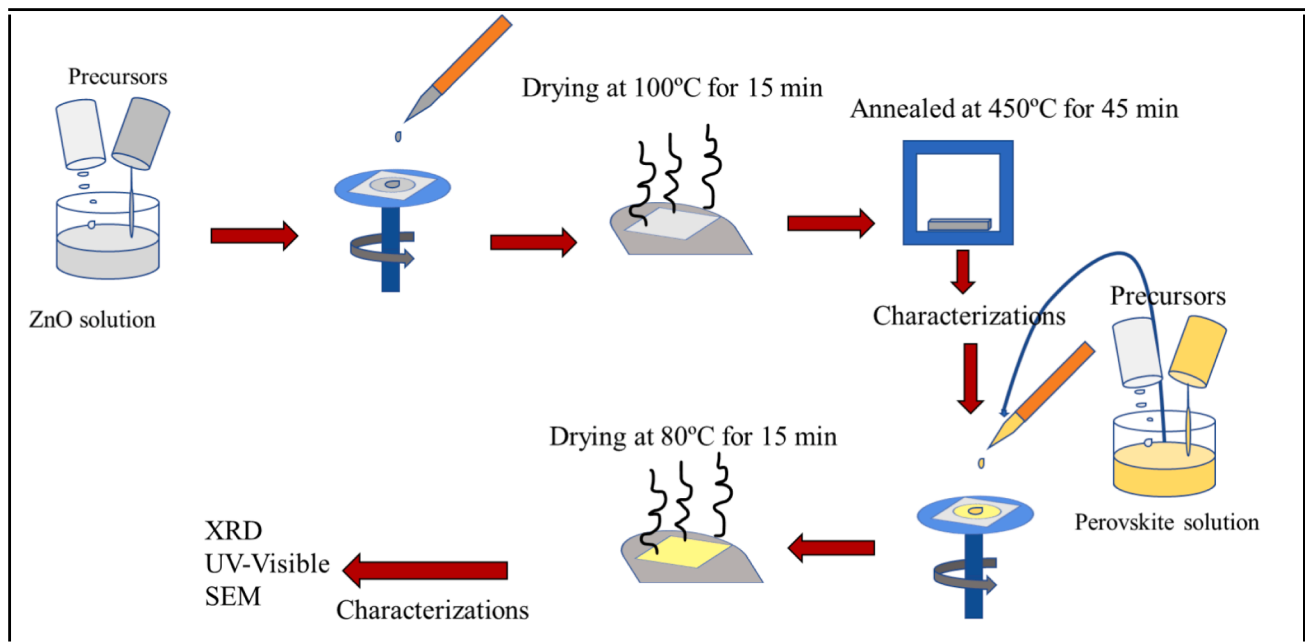 Precursors
ZnO solution
Drying at 100ºC for 15 min
Annealed at 450ºC for 45 min
Characterizations
Precursors
Perovskite solution
Drying at 80ºC for 15 min
Characterizations
XRD
UV-Visible
SEM